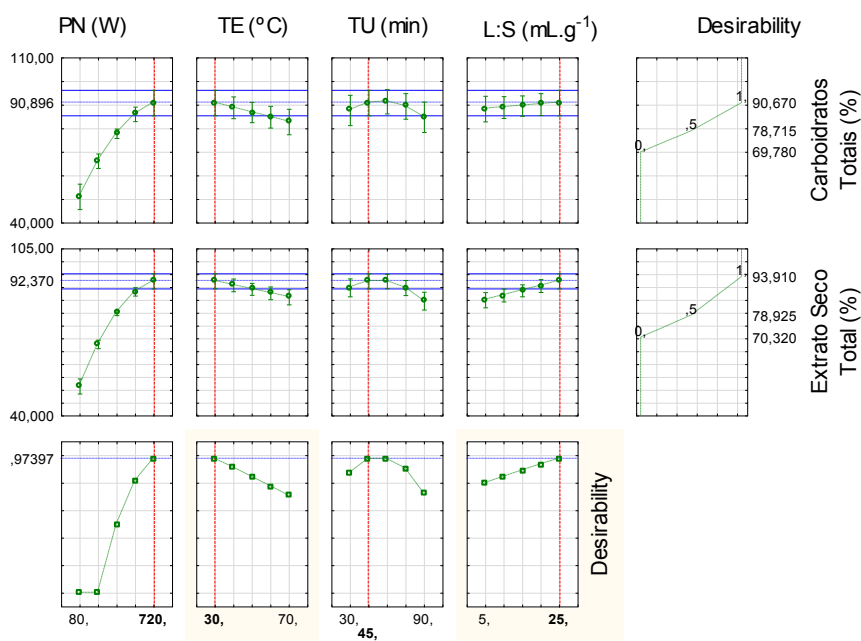 PN (W) TE (ºC) TU (min) L:S (mL.g⁻¹) Desirability
110,00
90,896
40,000
1,
,5
0,
90,670
78,715
69,780
Carboidratos
Totais (%)
105,00
92,370
40,000
1,
,5
0,
93,910
78,925
70,320
Extrato Seco
Total (%)
,97397
Desirability
80, 720, 30, 70, 30, 90, 5, 25,
45,